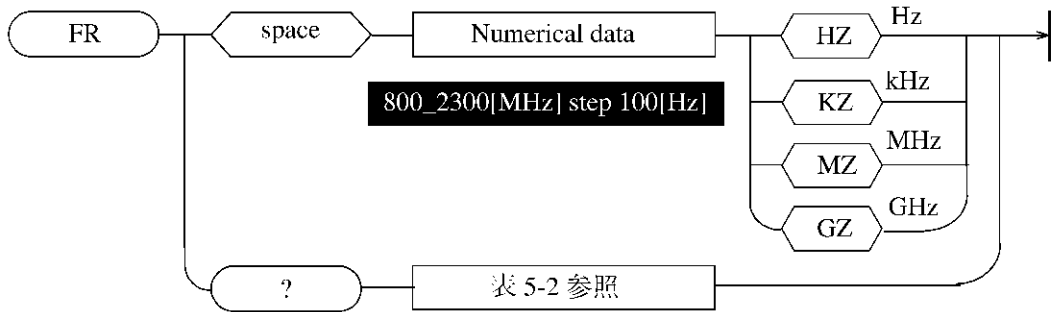 FR
space
Numerical data
HZ
Hz
800_2300[MHz] step 100[Hz]
KZ
kHz
MZ
MHz
GZ
GHz
?
表 5-2 参照